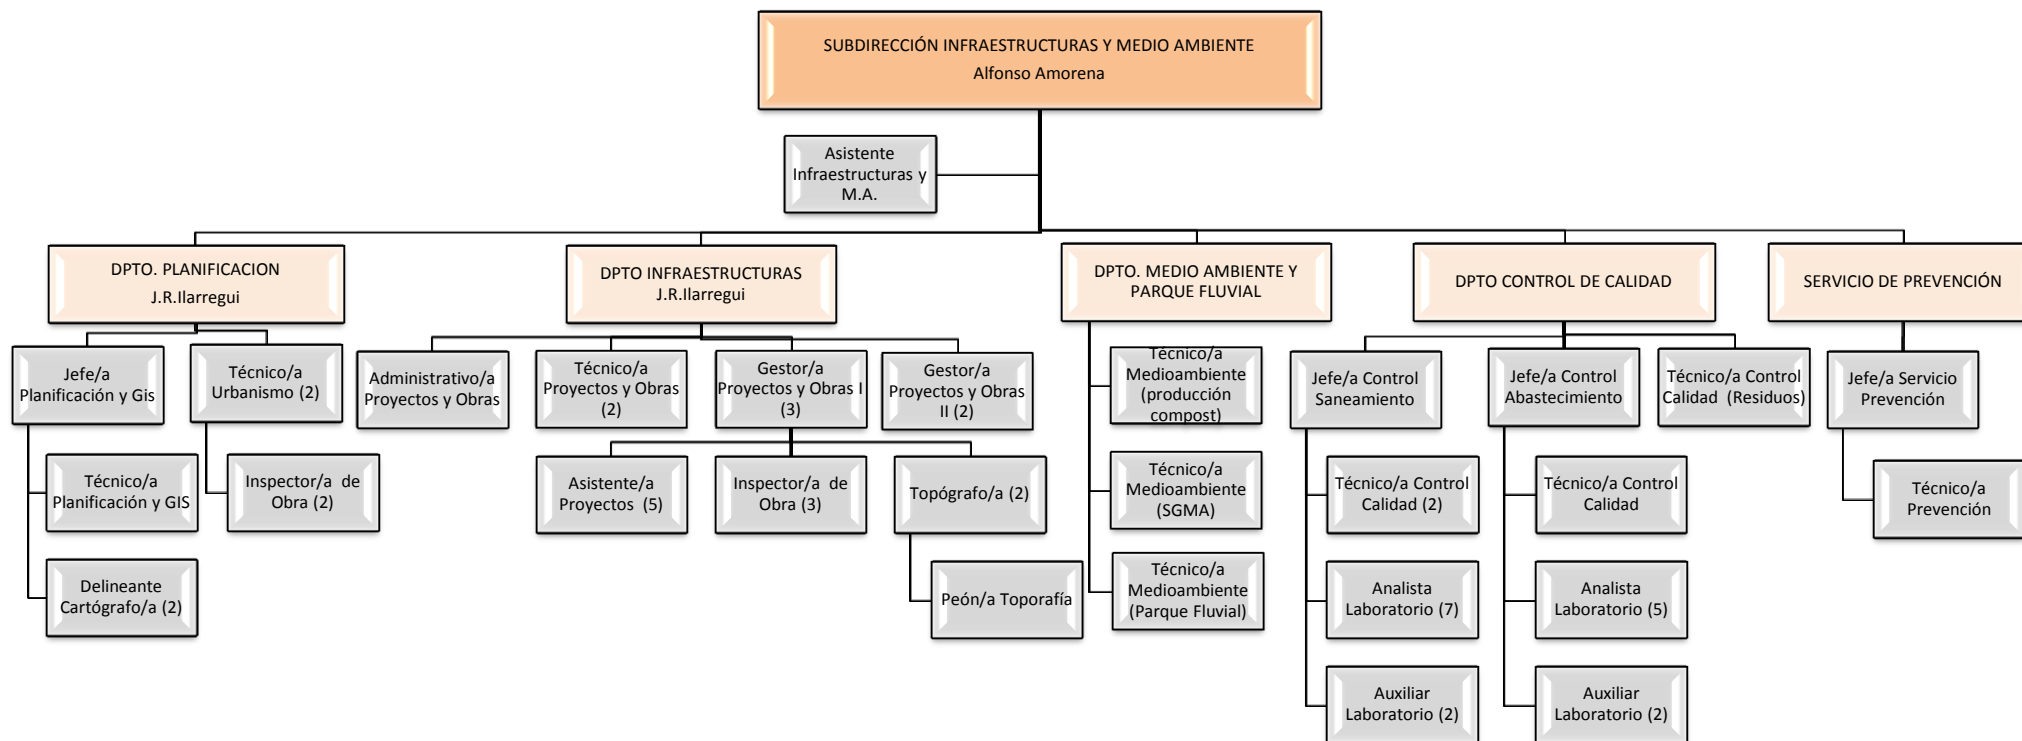 SUBDIRECCIÓN INFRAESTRUCTURAS Y MEDIO AMBIENTE
Alfonso Amorena
Asistente
Infraestructuras y
M.A.
DPTO. PLANIFICACION
J.R.Ilarregui
DPTO INFRAESTRUCTURAS
J.R.Ilarregui
DPTO. MEDIO AMBIENTE Y
PARQUE FLUVIAL
DPTO CONTROL DE CALIDAD
SERVICIO DE PREVENCIÓN
Jefe/a
Planificación y Gis
Técnico/a
Urbanismo (2)
Administrativo/a
Proyectos y Obras
Técnico/a
Proyectos y Obras
(2)
Gestor/a
Proyectos y Obras I
(3)
Gestor/a
Proyectos y Obras
II (2)
Técnico/a
Medioambiente
(producción
compost)
Jefe/a Control
Saneamiento
Jefe/a Control
Abastecimiento
Técnico/a Control
Calidad (Residuos)
Jefe/a Servicio
Prevención
Técnico/a
Planificación y GIS
Inspector/a de
Obra (2)
Asistente/a
Proyectos (5)
Inspector/a de
Obra (3)
Topógrafo/a (2)
Técnico/a
Medioambiente
(SGMA)
Técnico/a Control
Calidad (2)
Técnico/a Control
Calidad
Técnico/a
Prevención
Delineante
Cartógrafo/a (2)
Peón/a Toporafía
Técnico/a
Medioambiente
(Parque Fluvial)
Analista
Laboratorio (7)
Analista
Laboratorio (5)
Auxiliar
Laboratorio (2)
Auxiliar
Laboratorio (2)